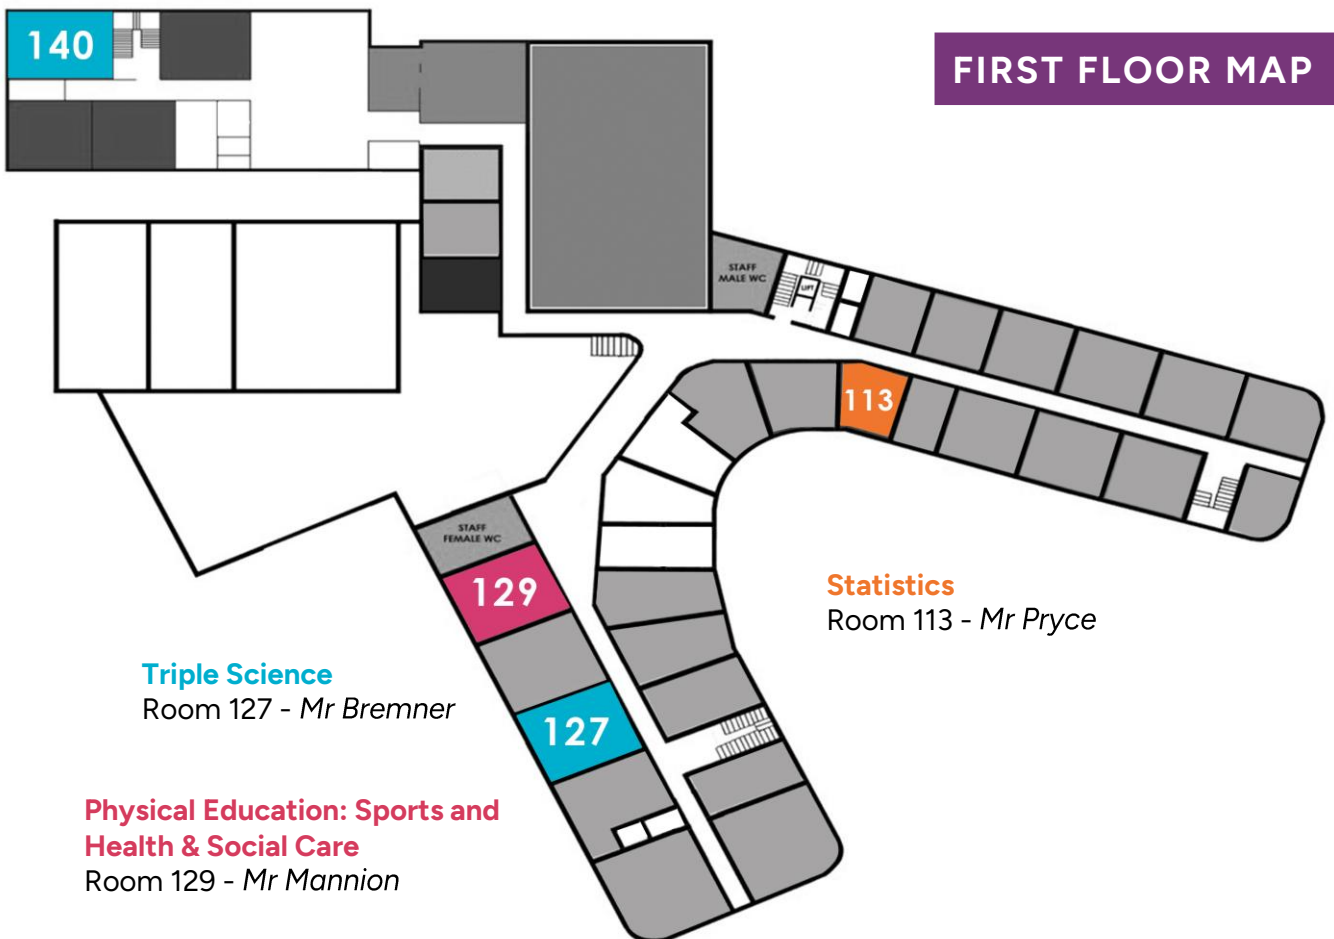 140
FIRST FLOOR MAP
STAFF
MALE WC
LIFT
113
STAFF
FEMALE WC
129
127
Statistics
Room 113 - Mr Pryce
Triple Science
Room 127 - Mr Bremner
Physical Education: Sports and
Health & Social Care
Room 129 - Mr Mannion